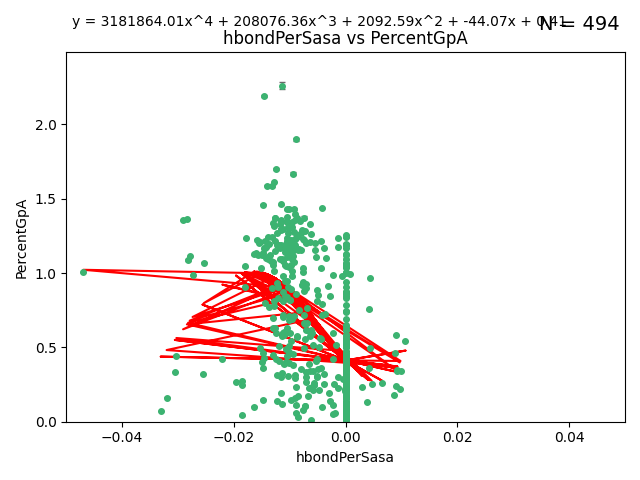 y = 3181864.01x^4 + 208076.36x^3 + 2092.59x^2 + -44.07x + 0.41
N = 494
hbondPerSasa vs PercentGpA
2.0
1.5
1.0
0.5
0.0
PercentGpA
−0.04
−0.02
0.00
0.02
0.04
hbondPerSasa